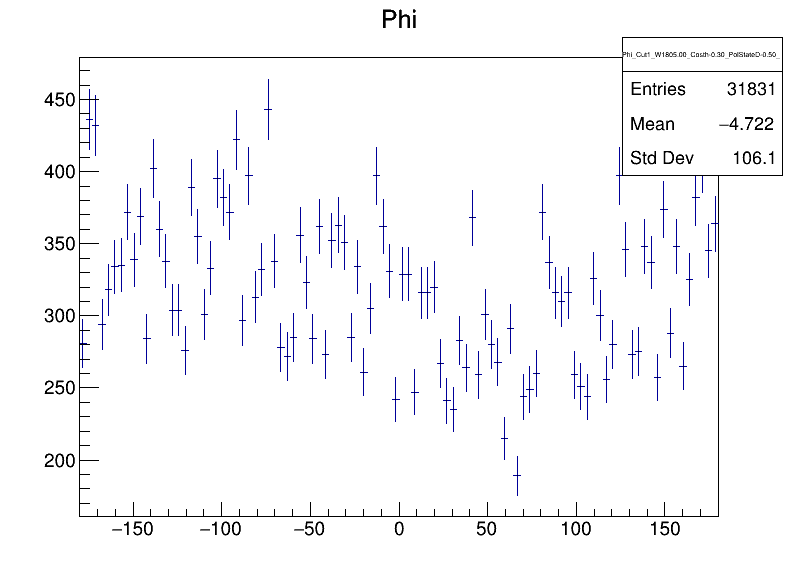 Phi
Phi_Cut1_W1805.00_Costh-0.30_PolStateD-0.50_
Entries 31831
Mean −4.722
Std Dev 106.1
450
400
350
300
250
200
−150 −100 −50 0 50 100 150